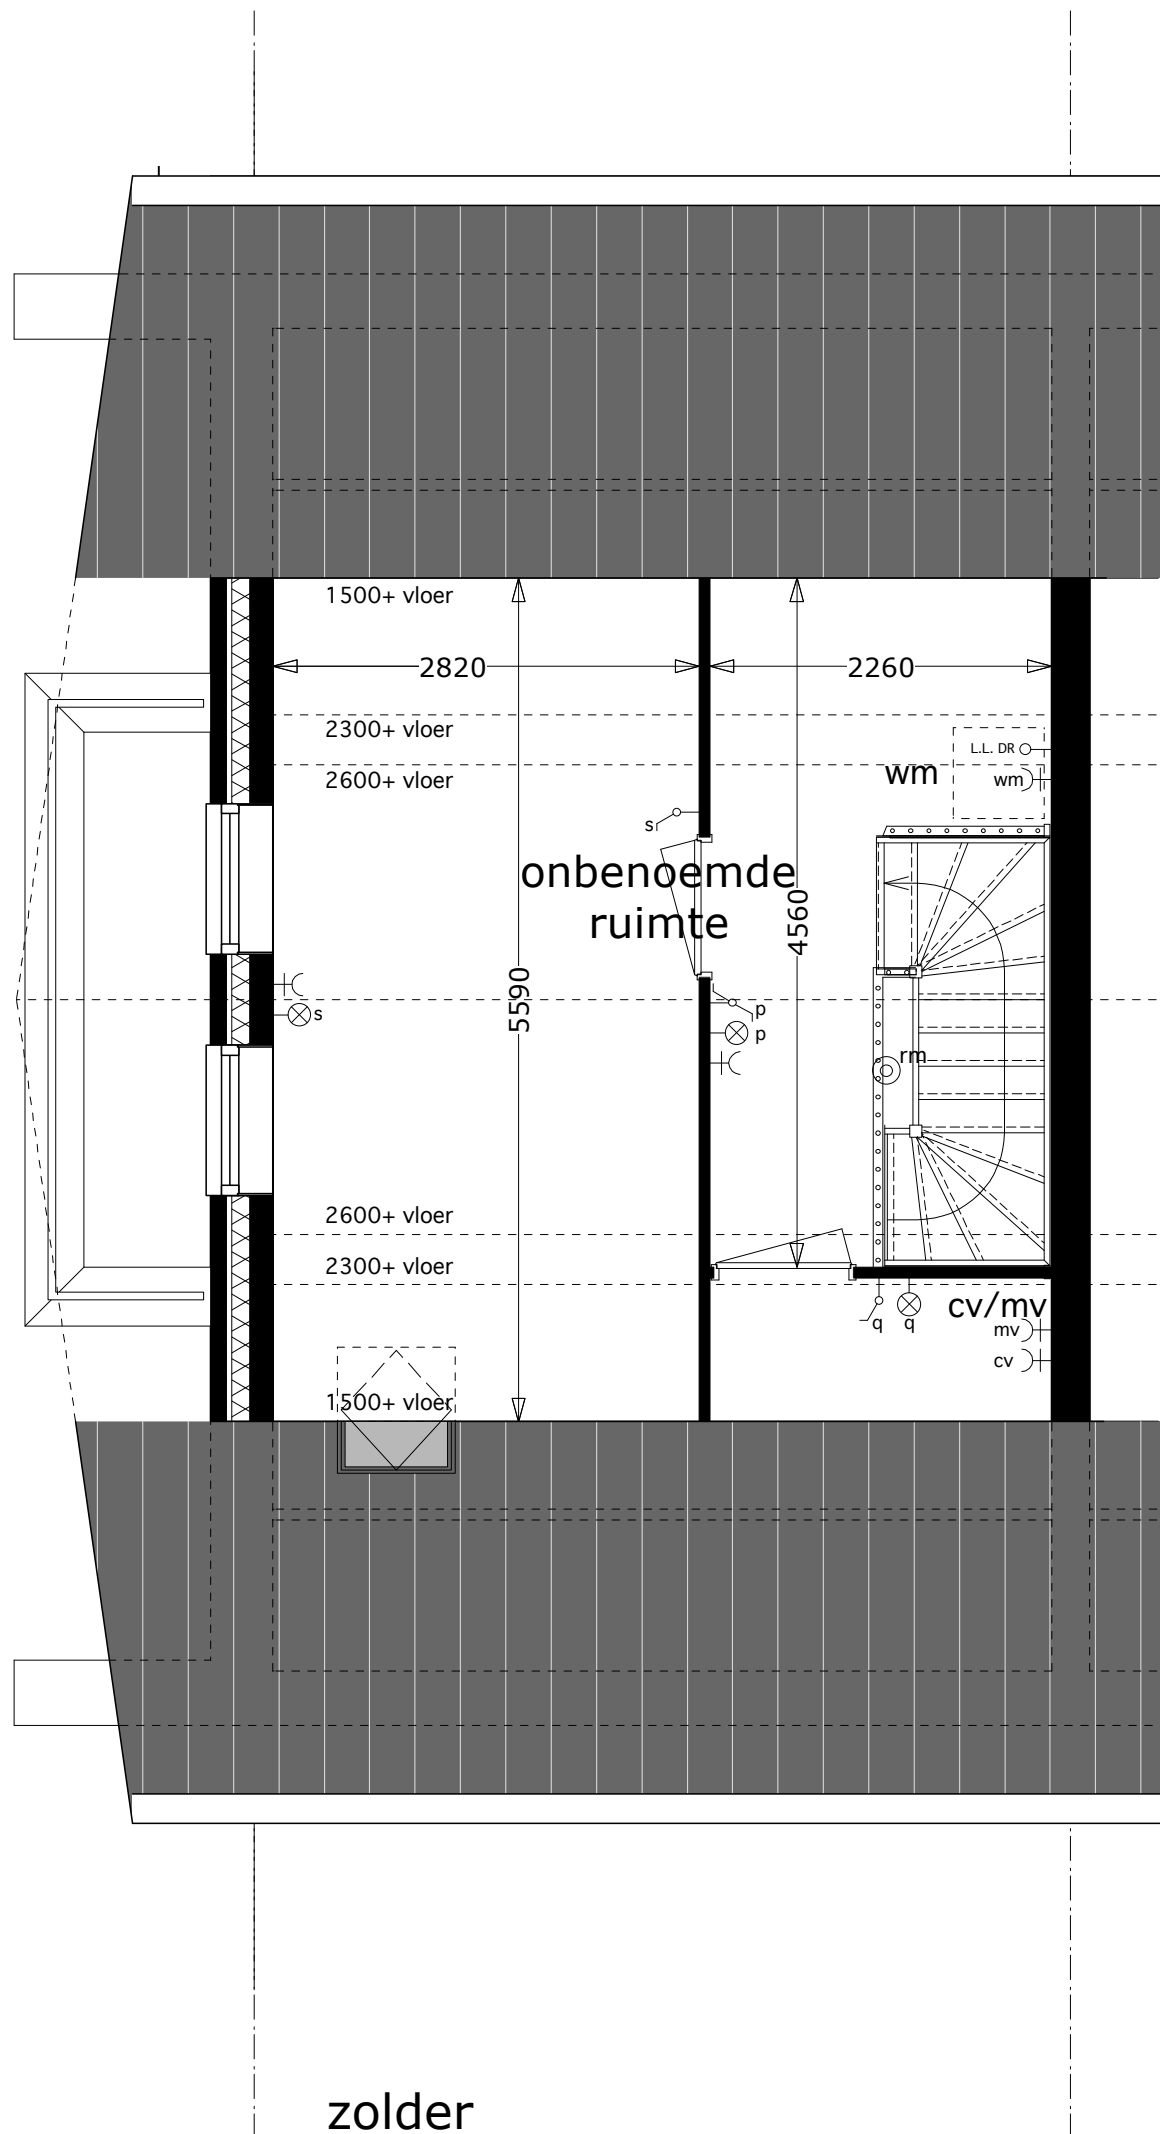 1500+ vloer
2820
2260
2300+ vloer
L.L. DR
2600+ vloer
wm
wm
s
onbenoemde
ruimte
4560
5590
s
p
p
rm
2600+ vloer
2300+ vloer
cv/mv
q
q
mv
cv
1500+ vloer
zolder